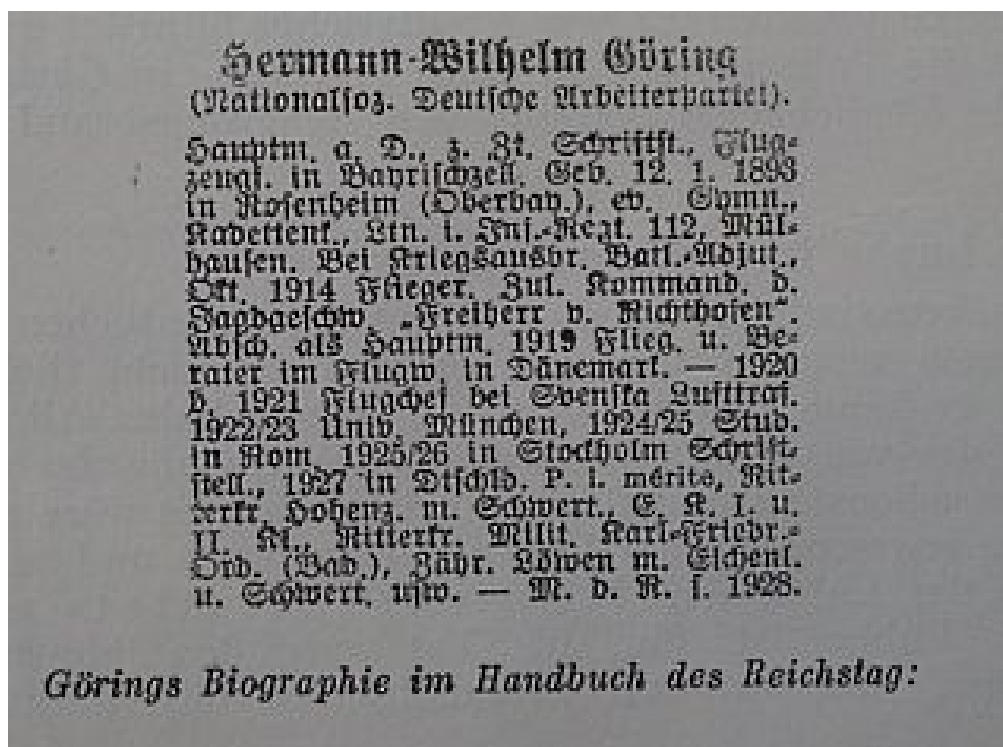 Hermann-Wilhelm Göring
(Nationalsoz. Deutsche Arbeiterpartei).
Hauptm. a. D., z. Zt. Schriftst., Flug-
zeugf. in Bayrischzell. Geb. 12. 1. 1893
in Rosenheim (Oberbay.), ev. Gymn.,
Kadettenk., Ltn. i. Inf.-Regt. 112, Mül-
hausen. Bei Kriegsausbr. Batl.-Adjut.,
Okt. 1914 Flieger. Zul. Kommand. d.
Jagdgeschw. „Freiherr v. Richthofen“.
Absch. als Hauptm. 1919 Flieg. u. Be-
rater im Flugw. in Dänemark. — 1920
b. 1921 Flugchef bei Svenska Lufttraf.
1922/23 Univ. München, 1924/25 Stud.
in Rom 1925/26 in Stockholm Schrift-
stell., 1927 in Dtschld. P. l. mérite, Rit-
terkr. Hohenz. m. Schwert., E. K. I. u.
II. Kl., Ritterkr. Milit. Karl-Friedr.-
Ord. (Bad.), Zähr. Löwen m. Eichenl.
u. Schwert. usw. — M. d. R. s. 1928.
Görings Biographie im Handbuch des Reichstag: